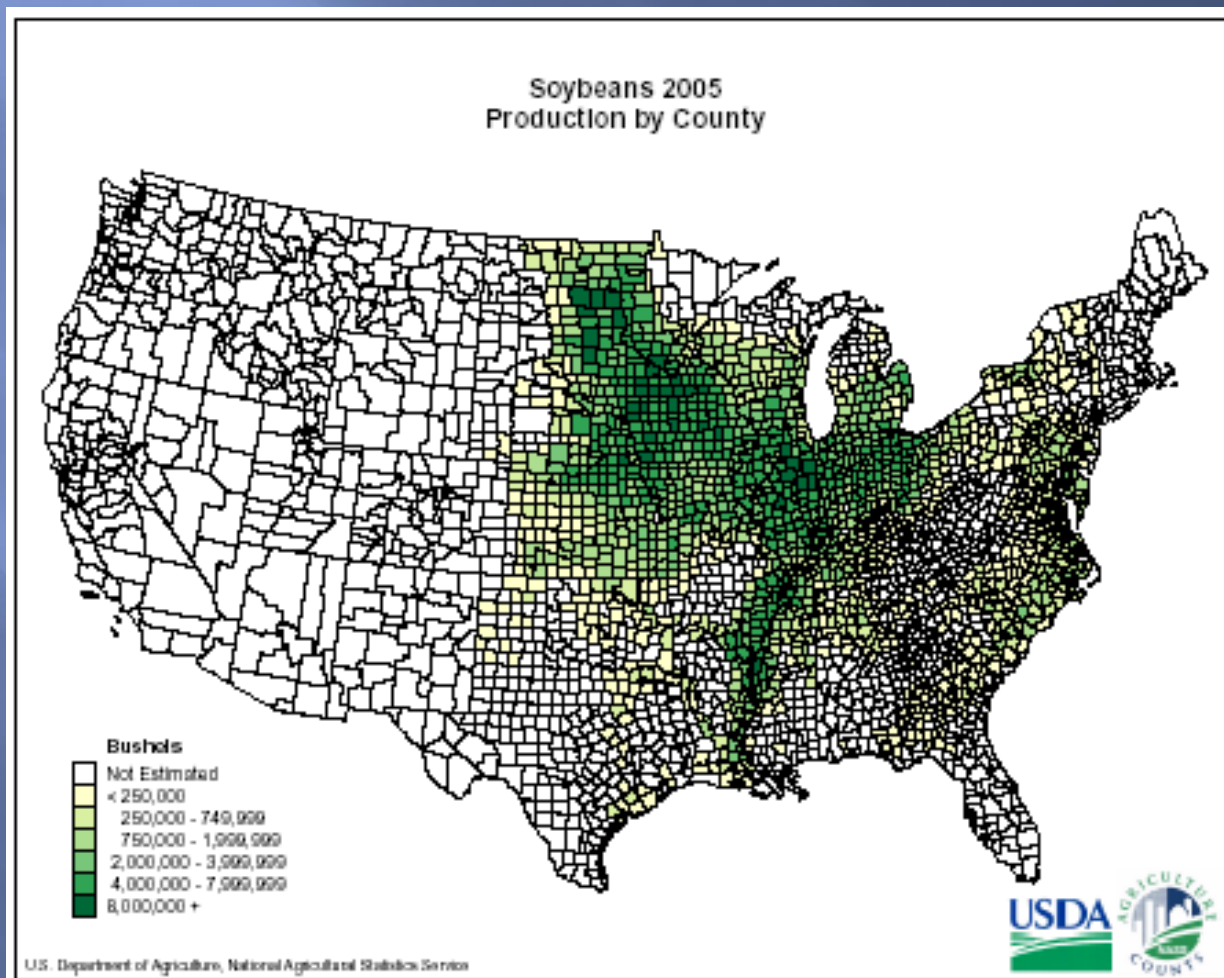 Soybeans 2005
Production by County
Bushels
Not Estimated
< 250,000
250,000 - 749,999
750,000 - 1,999,999
2,000,000 - 3,999,999
4,000,000 - 7,999,999
8,000,000 +
U.S. Department of Agriculture, National Agricultural Statistics Service
USDA
AGRICULTURE
COUNTS